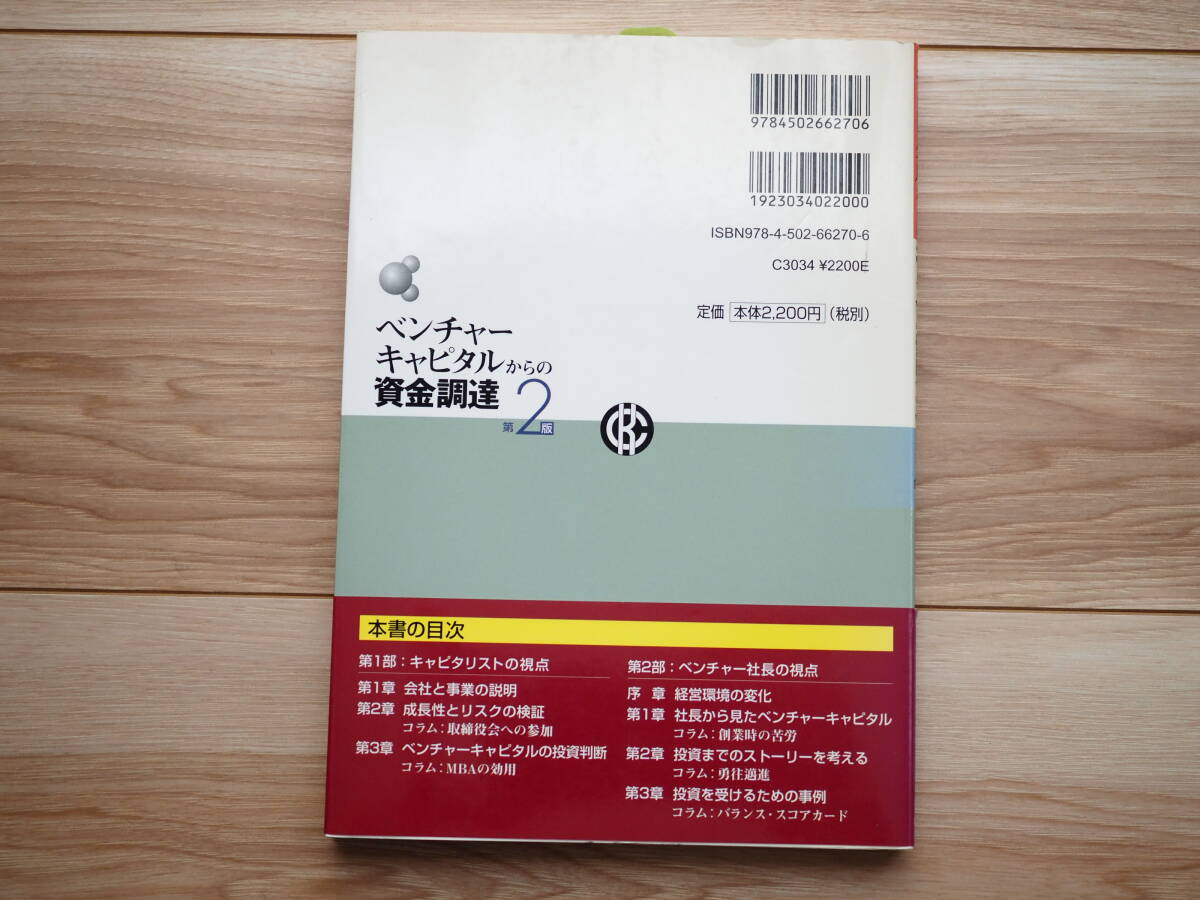 9784502662706
1923034022000
ISBN978-4-502-66270-6
C3034 ¥2200E
定価 本体2,200円 (税別)
ベンチャー
キャピタルからの
資金調達
第2版
本書の目次
第1部：キャピタリストの視点
第1章 会社と事業の説明
第2章 成長性とリスクの検証
コラム：取締役会への参加
第3章 ベンチャーキャピタルの投資判断
コラム：MBAの効用
第2部：ベンチャー社長の視点
序 章 経営環境の変化
第1章 社長から見たベンチャーキャピタル
コラム：創業時の苦労
第2章 投資までのストーリーを考える
コラム：勇往邁進
第3章 投資を受けるための事例
コラム：バランス・スコアカード